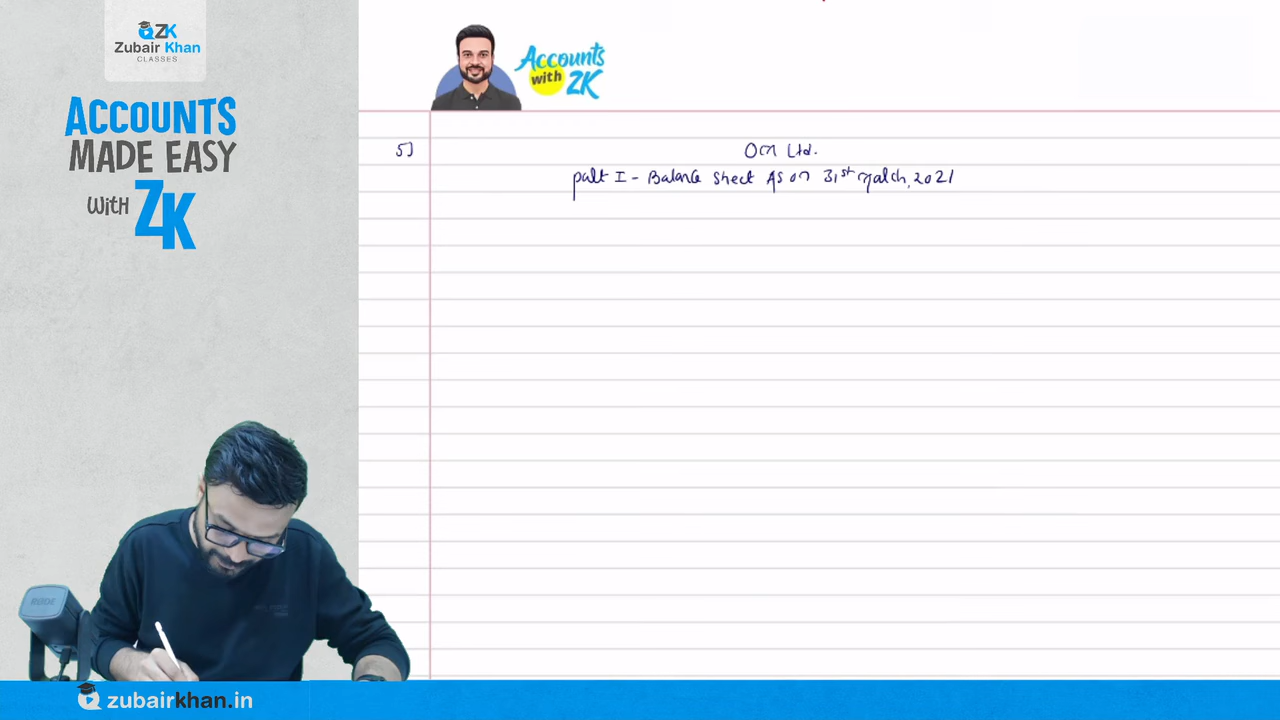 ZK
Zubair Khan
CLASSES
ACCOUNTS
MADE EASY
WITH ZK
Accounts
with
ZK
5)
Om Ltd.
Part I - Balance Sheet As on 31st March, 2021
RODE
zubairkhan.in